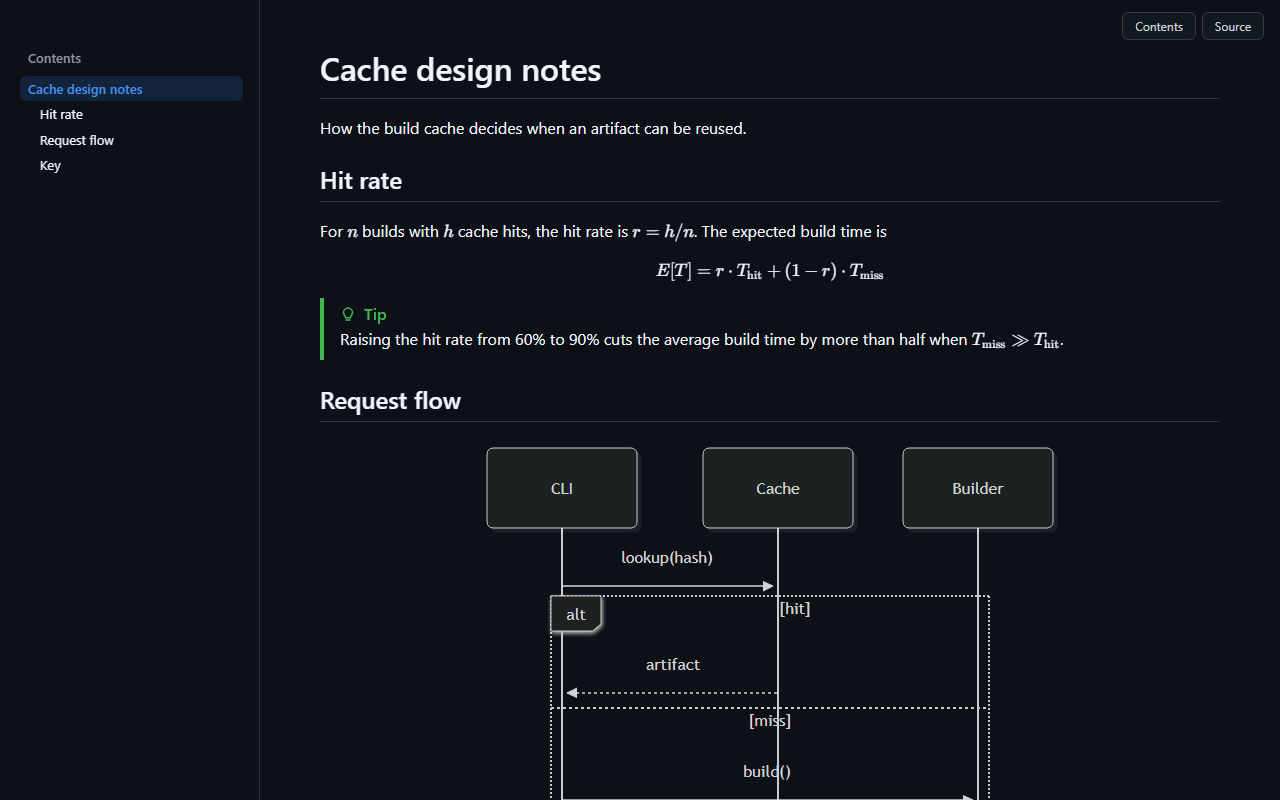 Contents
Source
Contents
Cache design notes
Hit rate
Request flow
Key
Cache design notes
How the build cache decides when an artifact can be reused.
Hit rate
For n builds with h cache hits, the hit rate is r = h/n. The expected build time is
E[T] = r · T_hit + (1 − r) · T_miss
Tip
Raising the hit rate from 60% to 90% cuts the average build time by more than half when T_miss ≫ T_hit.
Request flow
CLI
Cache
Builder
lookup(hash)
alt
[hit]
artifact
[miss]
build()